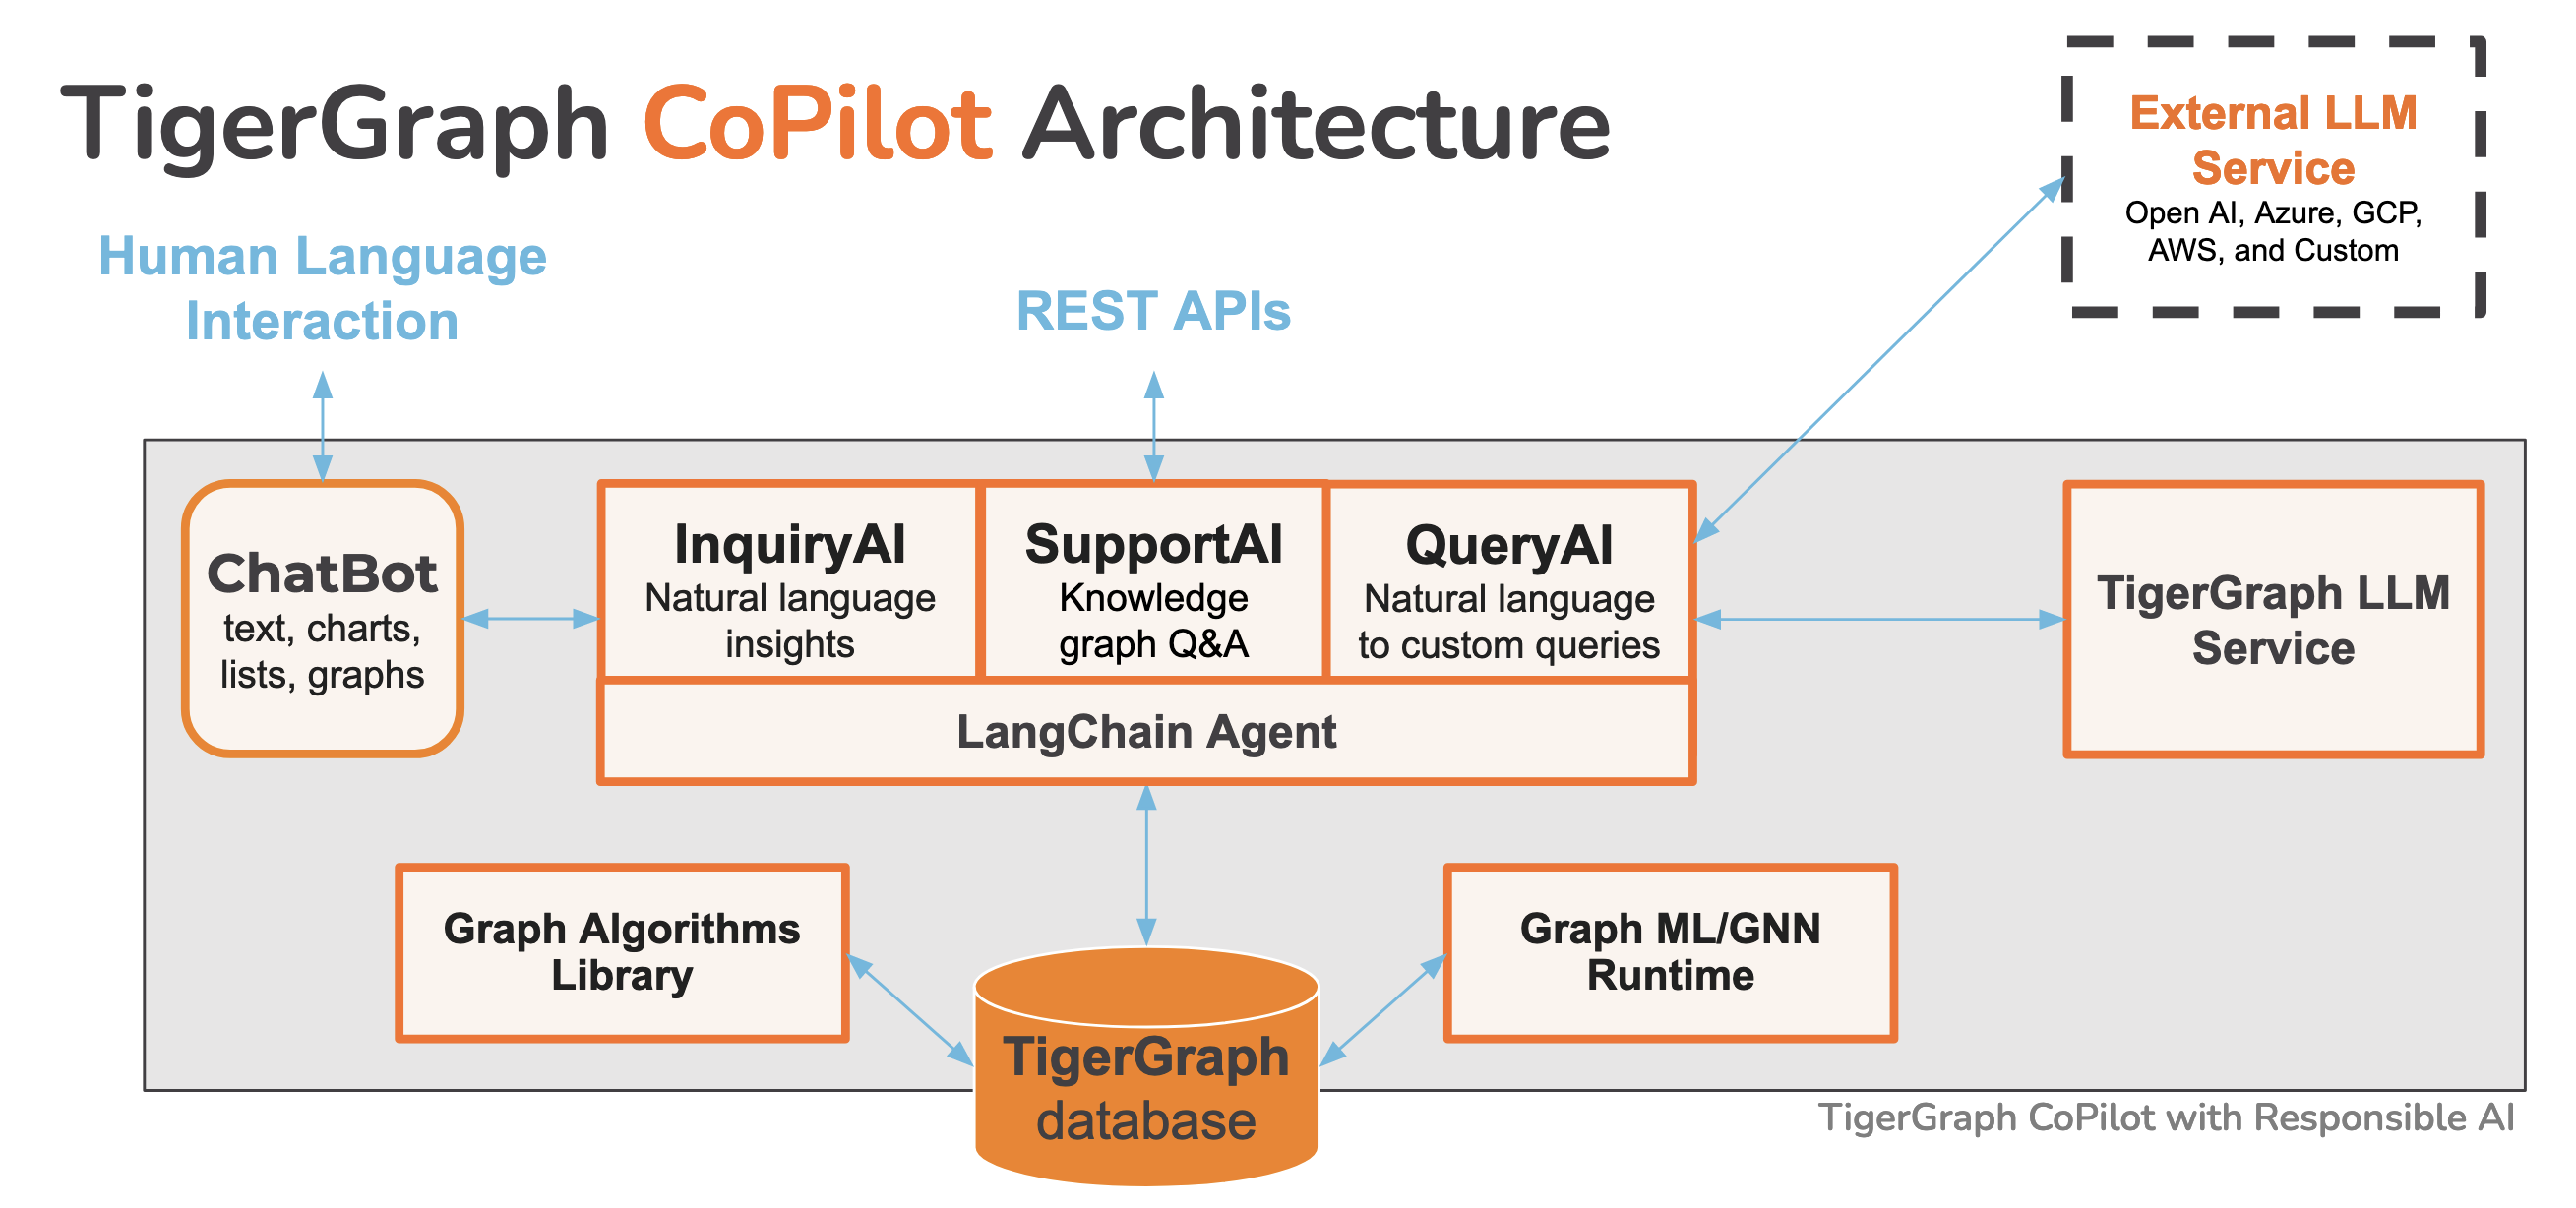 TigerGraph CoPilot Architecture
External LLM
Service
Open AI, Azure, GCP,
AWS, and Custom
Human Language
Interaction
REST APIs
ChatBot
text, charts,
lists, graphs
InquiryAI
Natural language
insights
SupportAI
Knowledge
graph Q&A
QueryAI
Natural language
to custom queries
LangChain Agent
TigerGraph LLM
Service
Graph Algorithms
Library
Graph ML/GNN
Runtime
TigerGraph
database
TigerGraph CoPilot with Responsible AI